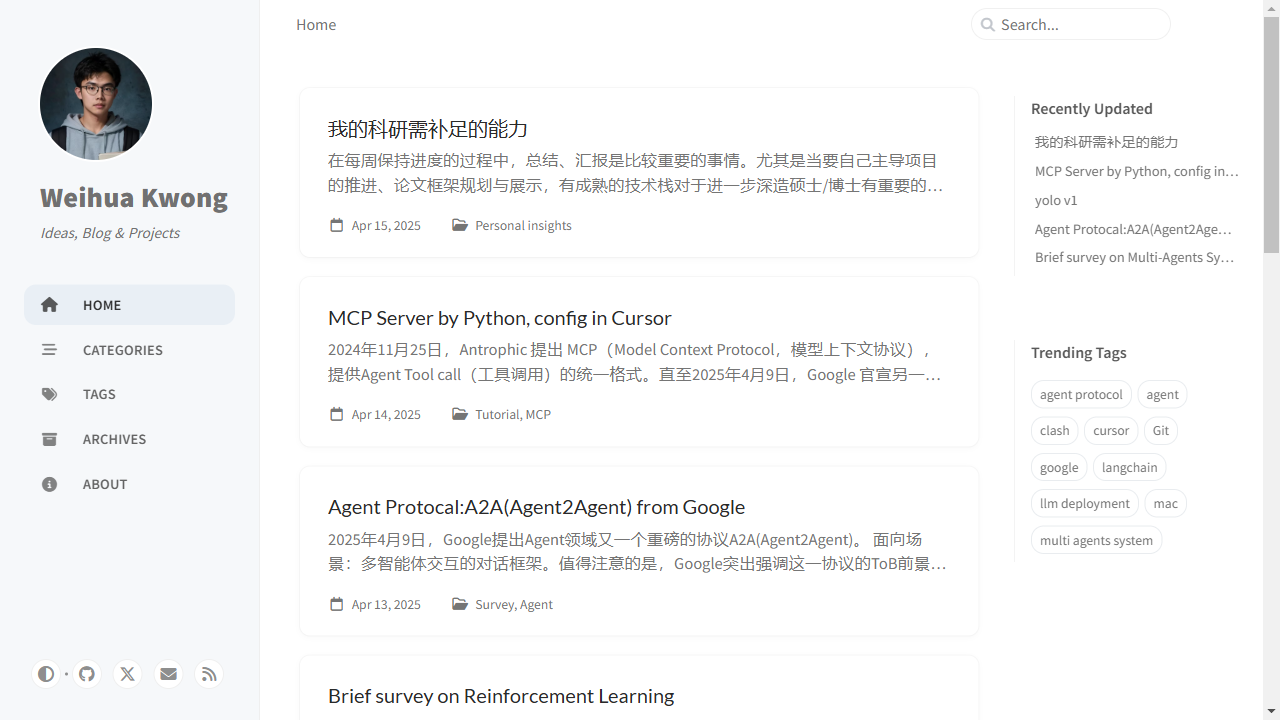 Weihua Kwong
Ideas, Blog & Projects
HOME
CATEGORIES
TAGS
ARCHIVES
ABOUT
Home
Search...
我的科研需补足的能力
在每周保持进度的过程中，总结、汇报是比较重要的事情。尤其是当要自己主导项目
的推进、论文框架规划与展示，有成熟的技术栈对于进一步深造硕士/博士有重要的…
Apr 15, 2025 Personal insights
MCP Server by Python, config in Cursor
2024年11月25日，Antrophic 提出 MCP（Model Context Protocol，模型上下文协议），
提供Agent Tool call（工具调用）的统一格式。直至2025年4月9日，Google 官宣另一…
Apr 14, 2025 Tutorial, MCP
Agent Protocal:A2A(Agent2Agent) from Google
2025年4月9日，Google提出Agent领域又一个重磅的协议A2A(Agent2Agent)。 面向场
景：多智能体交互的对话框架。值得注意的是，Google突出强调这一协议的ToB前景…
Apr 13, 2025 Survey, Agent
Brief survey on Reinforcement Learning
Recently Updated
我的科研需补足的能力
MCP Server by Python, config in…
yolo v1
Agent Protocal:A2A(Agent2Age…
Brief survey on Multi-Agents Sy…
Trending Tags
agent protocol agent
clash cursor Git
google langchain
llm deployment mac
multi agents system